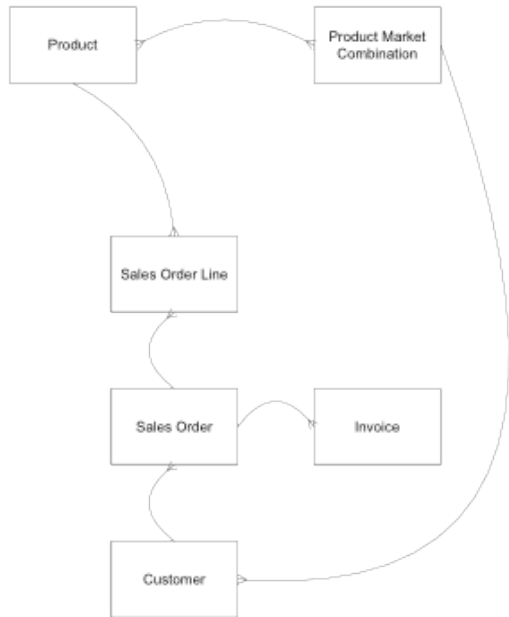 Product
Product Market
Combination
Sales Order Line
Sales Order
Invoice
Customer